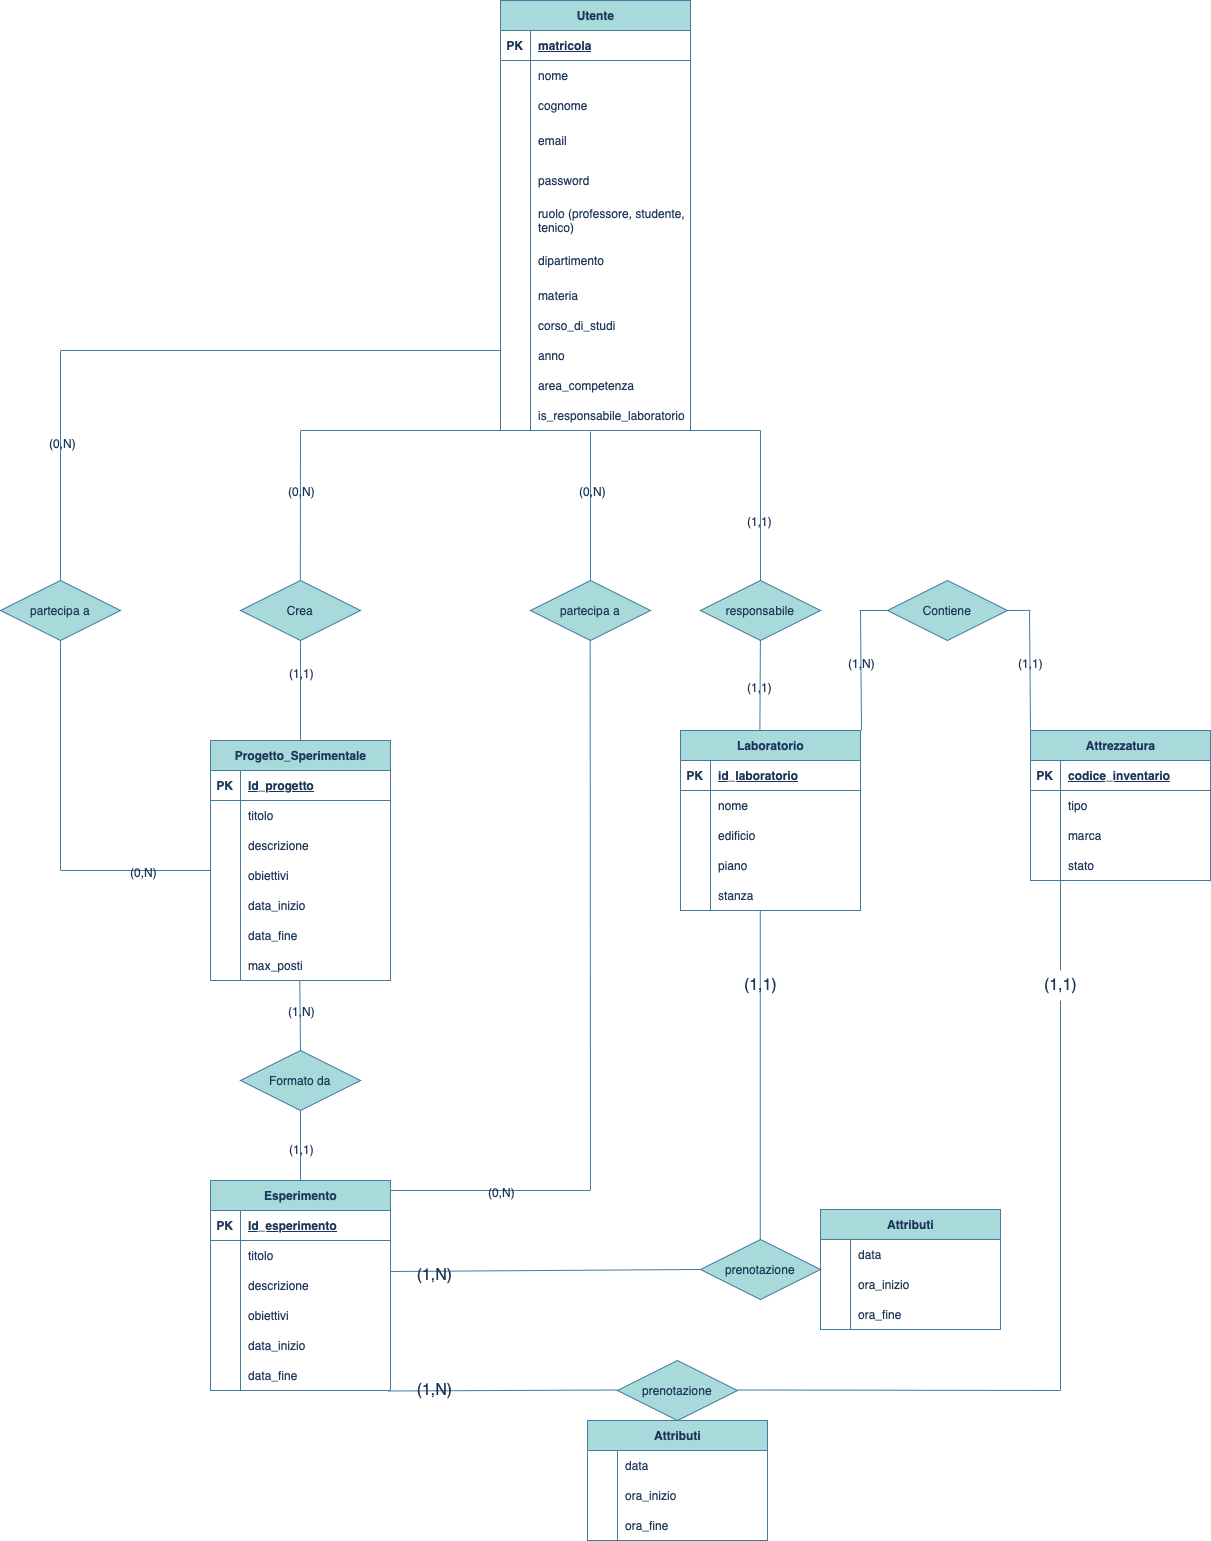 Utente
PK matricola
nome
cognome
email
password
ruolo (professore, studente,
tenico)
dipartimento
materia
corso_di_studi
anno
area_competenza
is_responsabile_laboratorio
(0,N)
(0,N)
(0,N)
(1,1)
partecipa a
Crea
partecipa a
responsabile
Contiene
(1,1)
(1,1)
(1,N)
(1,1)
Progetto_Sperimentale
PK Id_progetto
titolo
descrizione
obiettivi
data_inizio
data_fine
max_posti
(0,N)
Laboratorio
PK id_laboratorio
nome
edificio
piano
stanza
Attrezzatura
PK codice_inventario
tipo
marca
stato
(1,1)
(1,1)
(1,N)
Formato da
(1,1)
Esperimento
PK Id_esperimento
titolo
descrizione
obiettivi
data_inizio
data_fine
(0,N)
(1,N)
prenotazione
Attributi
data
ora_inizio
ora_fine
(1,N)
prenotazione
Attributi
data
ora_inizio
ora_fine